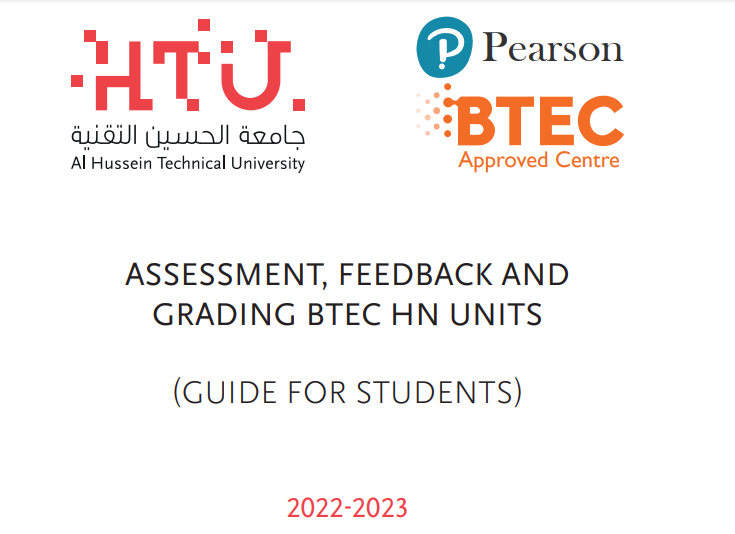 HTU
جامعة الحسين التقنية
Al Hussein Technical University
Pearson
BTEC
Approved Centre
ASSESSMENT, FEEDBACK AND
GRADING BTEC HN UNITS
(GUIDE FOR STUDENTS)
2022-2023